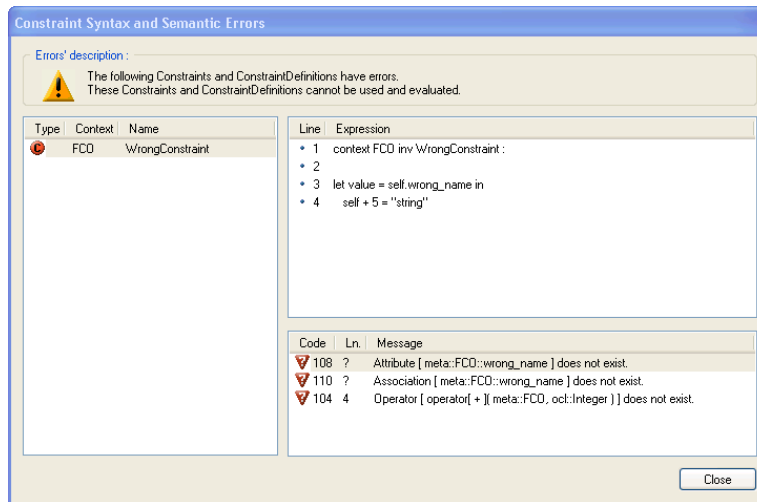 Constraint Syntax and Semantic Errors
Errors' description :
The following Constraints and ConstraintDefinitions have errors.
These Constraints and ConstraintDefinitions cannot be used and evaluated.
Type Context Name
C FCO WrongConstraint
Line Expression
1 context FCO inv WrongConstraint :
2
3 let value = self.wrong_name in
4 self + 5 = "string"
Code Ln. Message
? 108 ? Attribute [ meta::FCO::wrong_name ] does not exist.
? 110 ? Association [ meta::FCO::wrong_name ] does not exist.
? 104 4 Operator [ operator[ + ]( meta::FCO, ocl::Integer ) ] does not exist.
Close